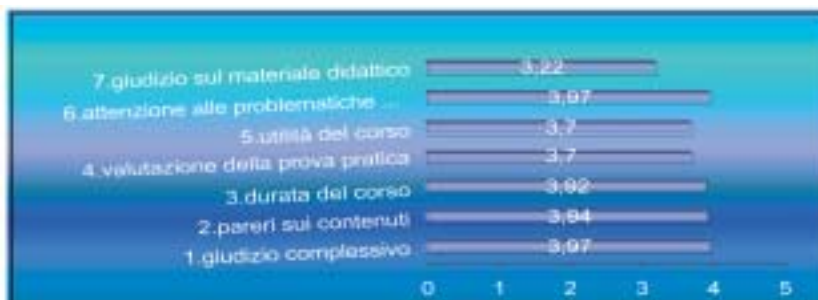 7.giudizio sul materiale didattico 3,22
6.attenzione alle problematiche ... 3,97
5.utilità del corso 3,7
4.valutazione della prova pratica 3,7
3.durata del corso 3,92
2.pareri sui contenuti 3,94
1.giudizio complessivo 3,97
0 1 2 3 4 5